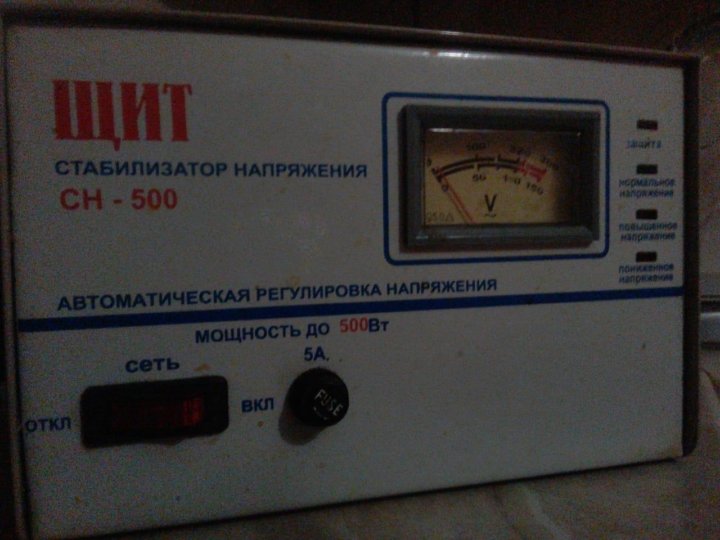 ЩИТ
СТАБИЛИЗАТОР НАПРЯЖЕНИЯ
СН - 500
V
защита
нормальное
напряжение
повышенное
напряжение
пониженное
напряжение
АВТОМАТИЧЕСКАЯ РЕГУЛИРОВКА НАПРЯЖЕНИЯ
МОЩНОСТЬ ДО 500Вт
сеть
5А.
ОТКЛ
ВКЛ
FUSE